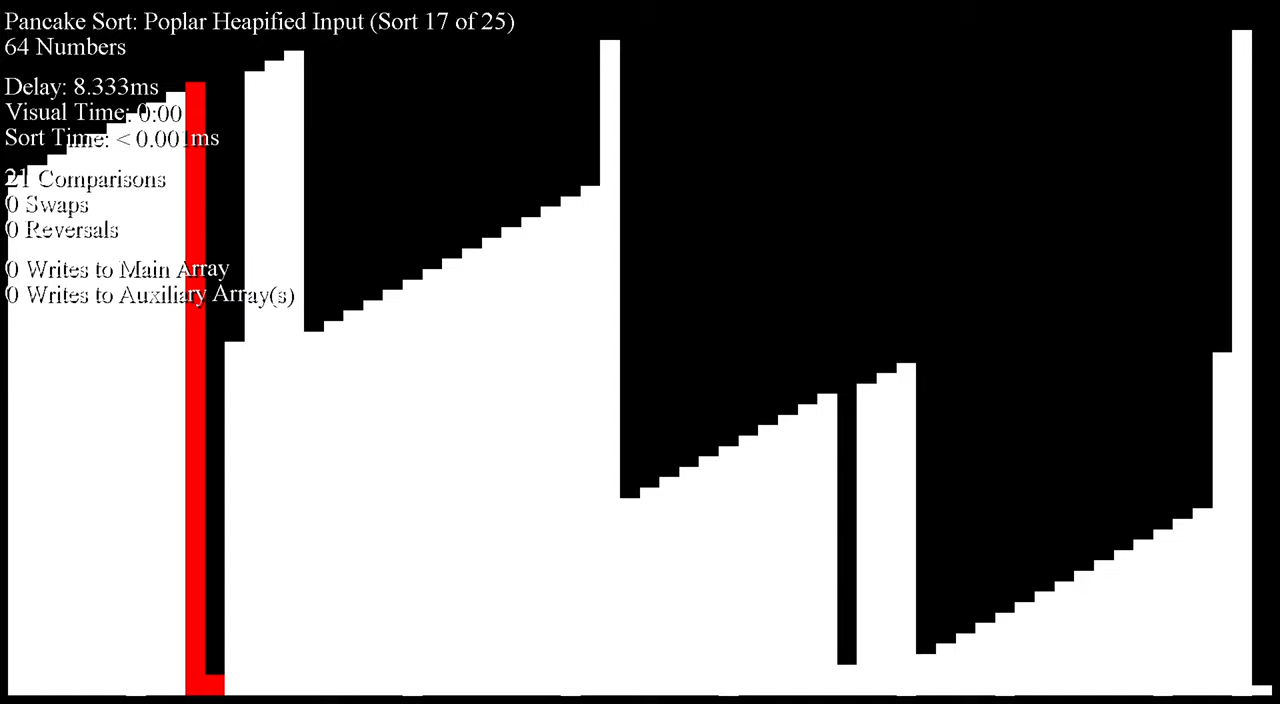 Pancake Sort: Poplar Heapified Input (Sort 17 of 25)
64 Numbers
Delay: 8.333ms
Visual Time: 0:00
Sort Time: < 0.001ms
21 Comparisons
0 Swaps
0 Reversals
0 Writes to Main Array
0 Writes to Auxiliary Array(s)